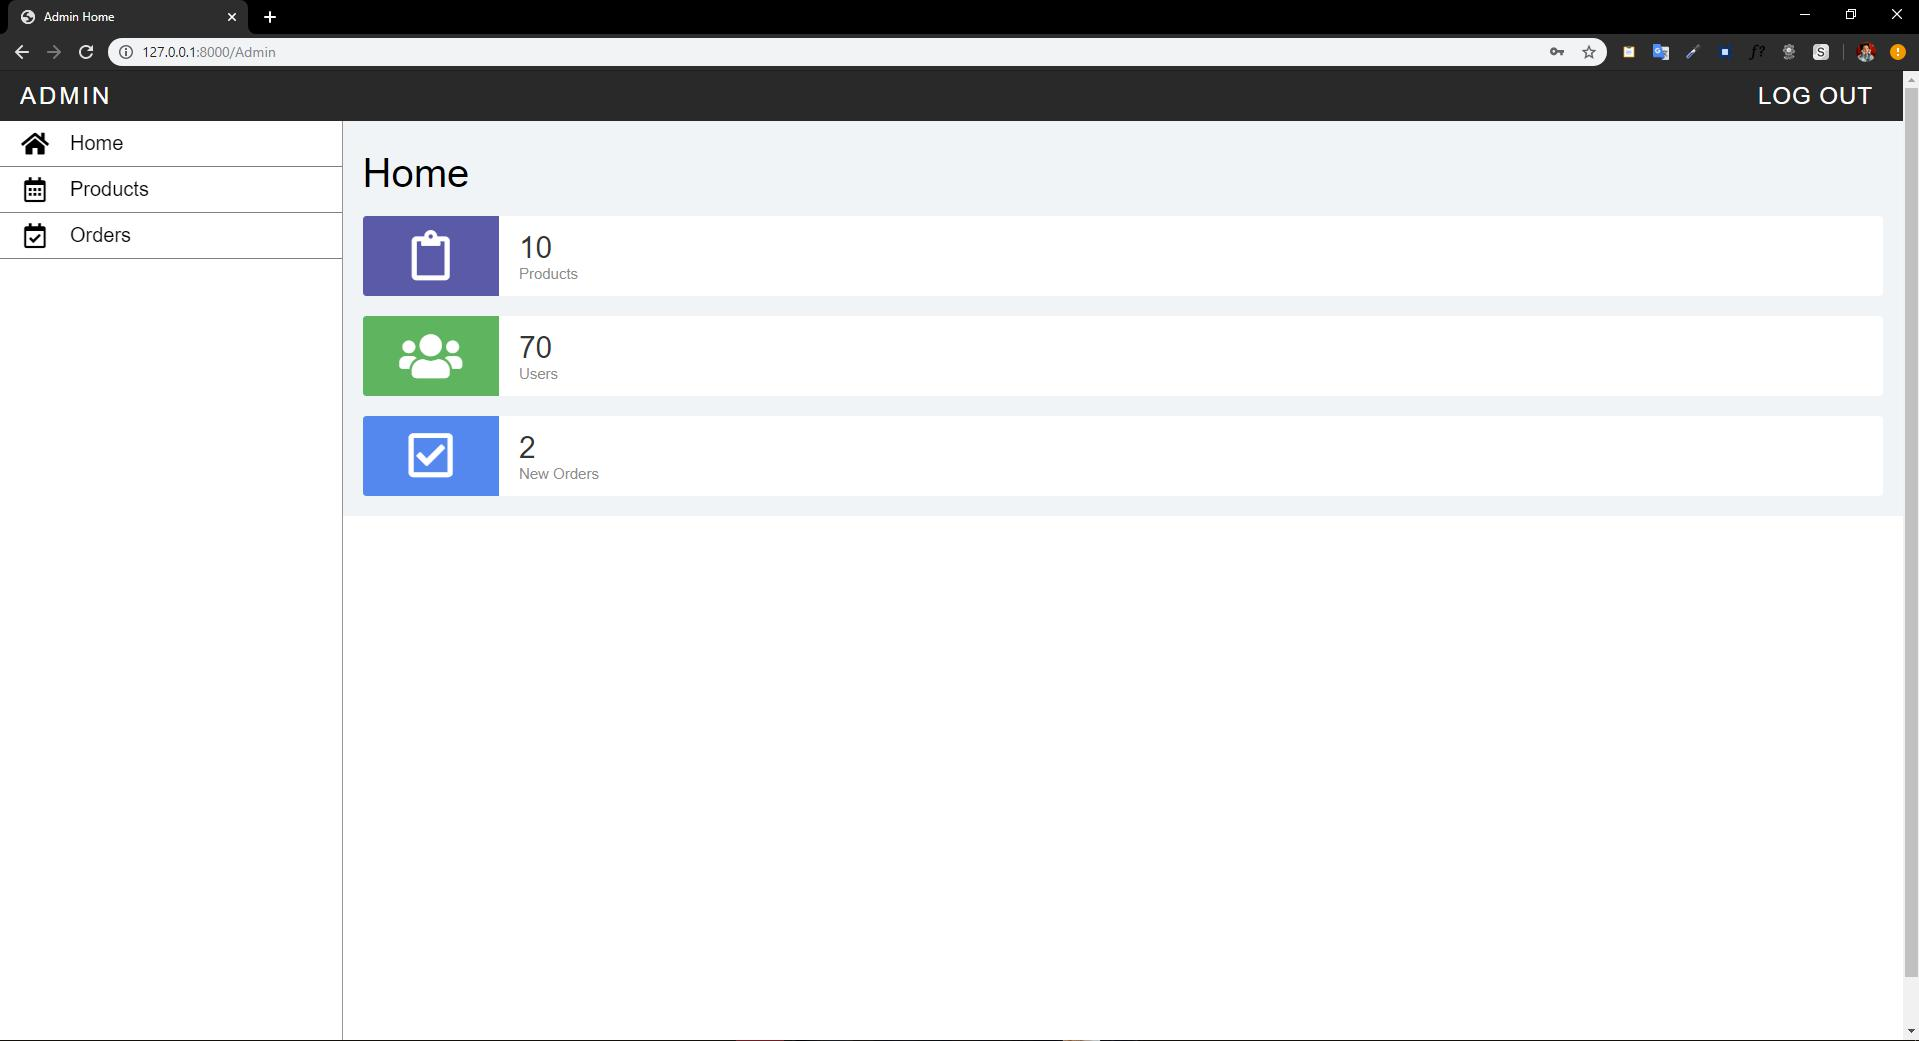 Admin Home
127.0.0.1:8000/Admin
ADMIN
LOG OUT
Home
Products
Orders
Home
10
Products
70
Users
2
New Orders